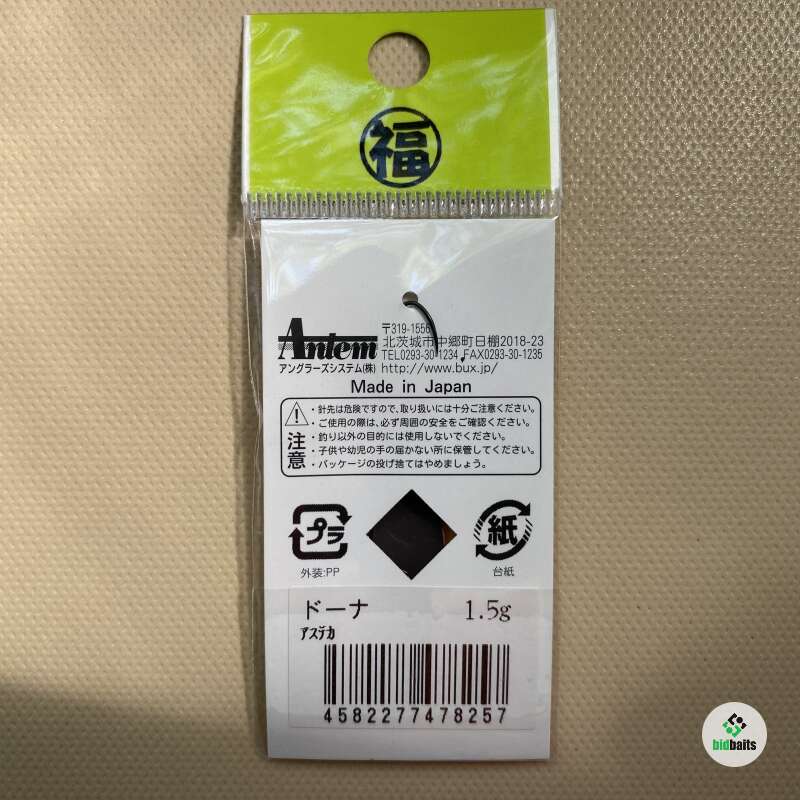 福
Antem
アングラーズシステム(株)
〒319-1556
北茨城市中郷町日棚2018-23
TEL0293-30-1234 FAX0293-30-1235
http://www.bux.jp/
Made in Japan
注意
・針先は危険ですので、取り扱いには十分ご注意ください。
・ご使用の際は、必ず周囲の安全をご確認ください。
・釣り以外の目的には使用しないでください。
・子供や幼児の手の届かない所に保管してください。
・パッケージの投げ捨てはやめましょう。
プラ
外装:PP
紙
台紙
ドーナ 1.5g
アステカ
4582277478257
bidbaits